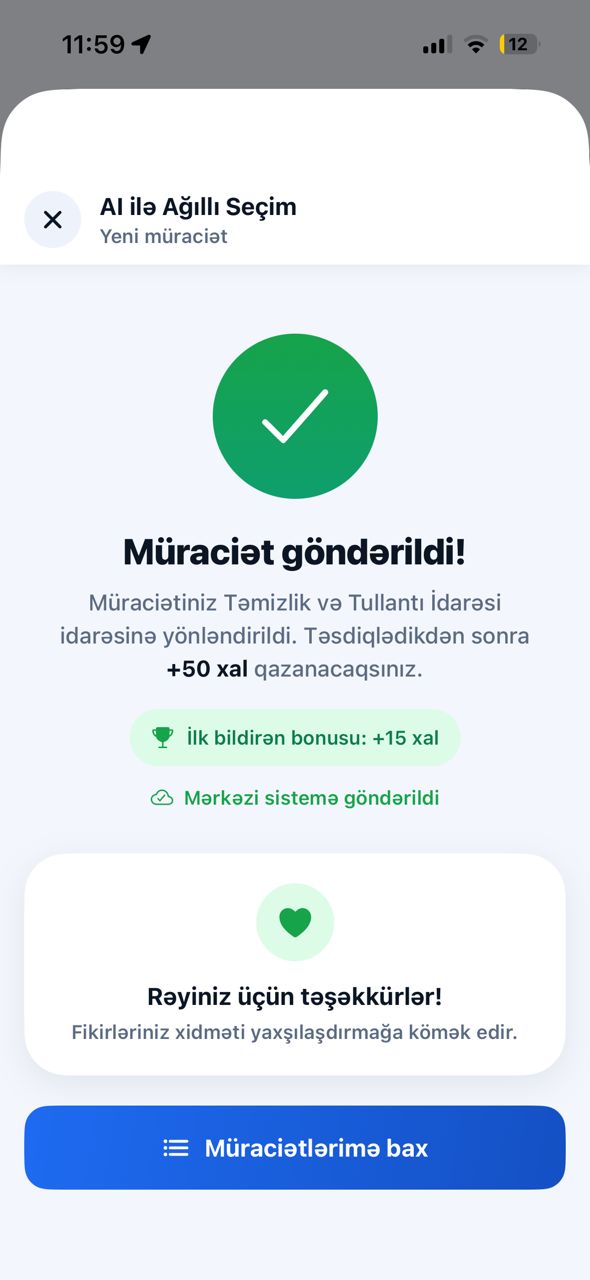 11:59
12
AI ilə Ağıllı Seçim
Yeni müraciət
Müraciət göndərildi!
Müraciətiniz Təmizlik və Tullantı İdarəsi
idarəsinə yönləndirildi. Təsdiqlədikdən sonra
+50 xal qazanacaqsınız.
İlk bildirən bonusu: +15 xal
Mərkəzi sistemə göndərildi
Rəyiniz üçün təşəkkürlər!
Fikirləriniz xidməti yaxşılaşdırmağa kömək edir.
Müraciətlərimə bax